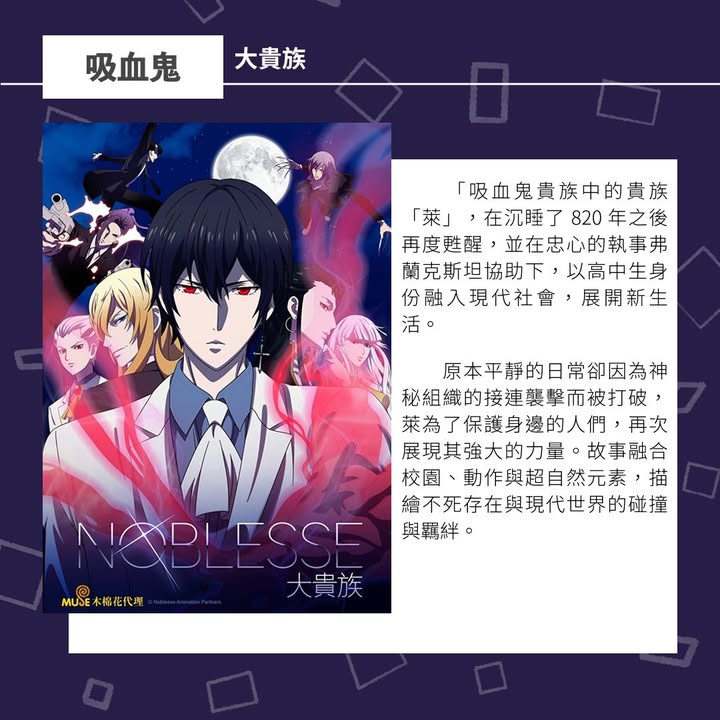 吸血鬼
大貴族
「吸血鬼貴族中的貴族
「萊」，在沉睡了 820 年之後
再度甦醒，並在忠心的執事弗
蘭克斯坦協助下，以高中生身
份融入現代社會，展開新生
活。
原本平靜的日常卻因為神
秘組織的接連襲擊而被打破，
萊為了保護身邊的人們，再次
展現其強大的力量。故事融合
校園、動作與超自然元素，描
繪不死存在與現代世界的碰撞
與羈絆。
NOBLESSE
大貴族
MUSE 木棉花代理 © Noblesse Animation Partners